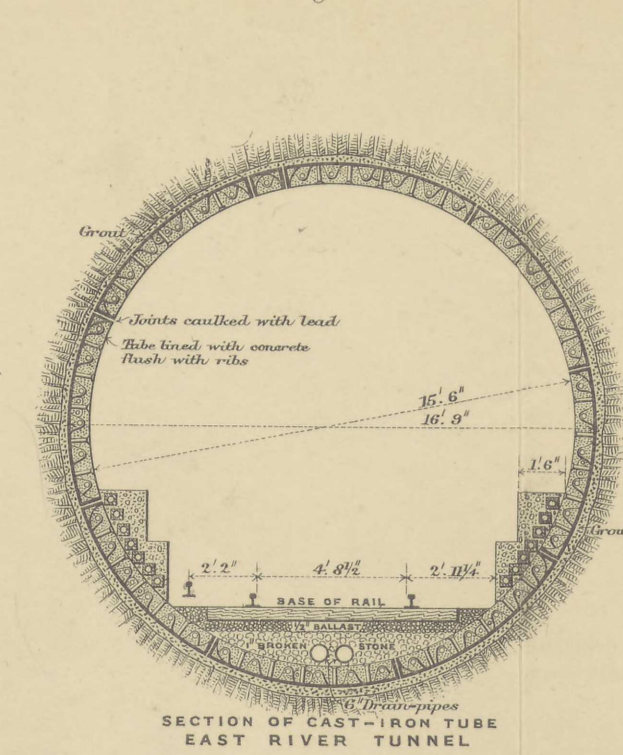 Grout
Joints caulked with lead
Tube lined with concrete
flush with ribs
15'. 6"
16'. 9"
1'.6"
Grou
2'. 2"
4'. 8½"
2'. 11¼"
BASE OF RAIL
½" BALLAST
1" BROKEN STONE
6" Drain-pipes
SECTION OF CAST-IRON TUBE
EAST RIVER TUNNEL